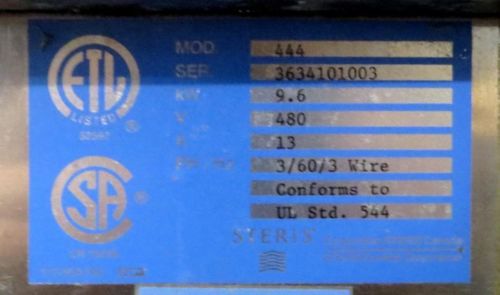 ETL
LISTED
®
MOD. 444
SER. 3634101003
kW 9.6
V 480
A 13
3/60/3 Wire
Conforms to
UL Std. 544
CSA
®
STERIS